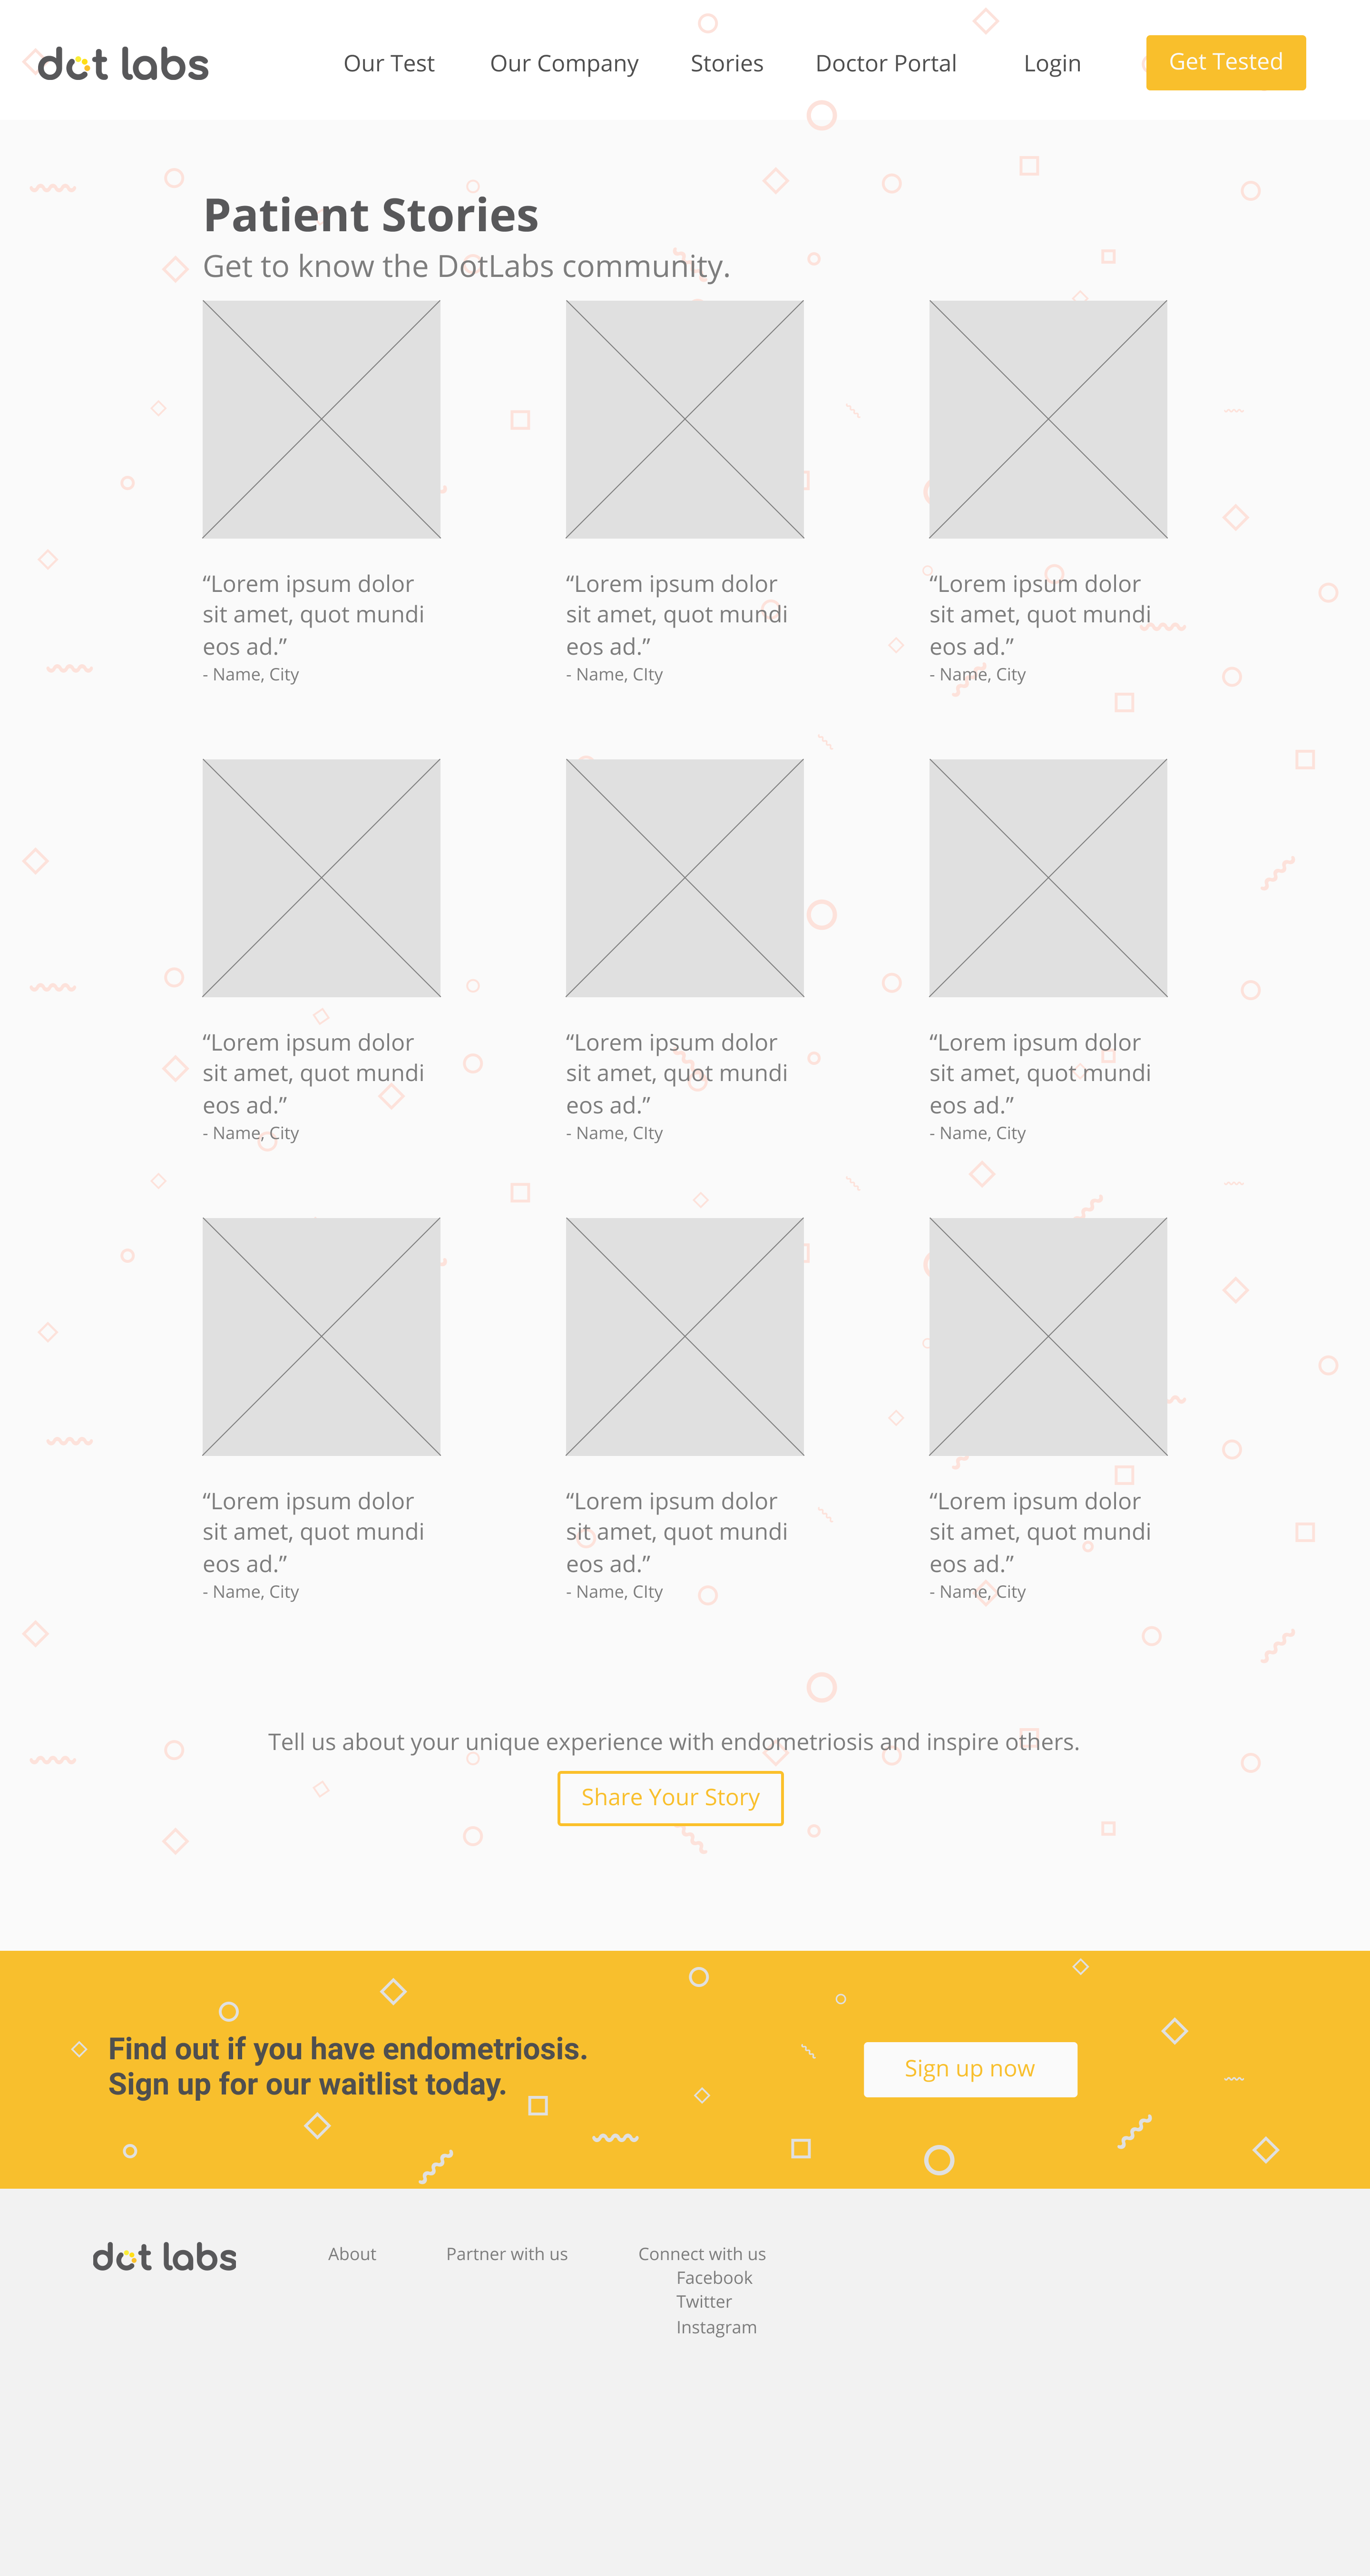 dot labs
Our Test
Our Company
Stories
Doctor Portal
Login
Get Tested
Patient Stories
Get to know the DotLabs community.
“Lorem ipsum dolor
sit amet, quot mundi
eos ad.”
- Name, City
“Lorem ipsum dolor
sit amet, quot mundi
eos ad.”
- Name, CIty
“Lorem ipsum dolor
sit amet, quot mundi
eos ad.”
- Name, City
“Lorem ipsum dolor
sit amet, quot mundi
eos ad.”
- Name, City
“Lorem ipsum dolor
sit amet, quot mundi
eos ad.”
- Name, CIty
“Lorem ipsum dolor
sit amet, quot mundi
eos ad.”
- Name, City
“Lorem ipsum dolor
sit amet, quot mundi
eos ad.”
- Name, City
“Lorem ipsum dolor
sit amet, quot mundi
eos ad.”
- Name, CIty
“Lorem ipsum dolor
sit amet, quot mundi
eos ad.”
- Name, City
Tell us about your unique experience with endometriosis and inspire others.
Share Your Story
Find out if you have endometriosis.
Sign up for our waitlist today.
Sign up now
dot labs
About
Partner with us
Connect with us
Facebook
Twitter
Instagram